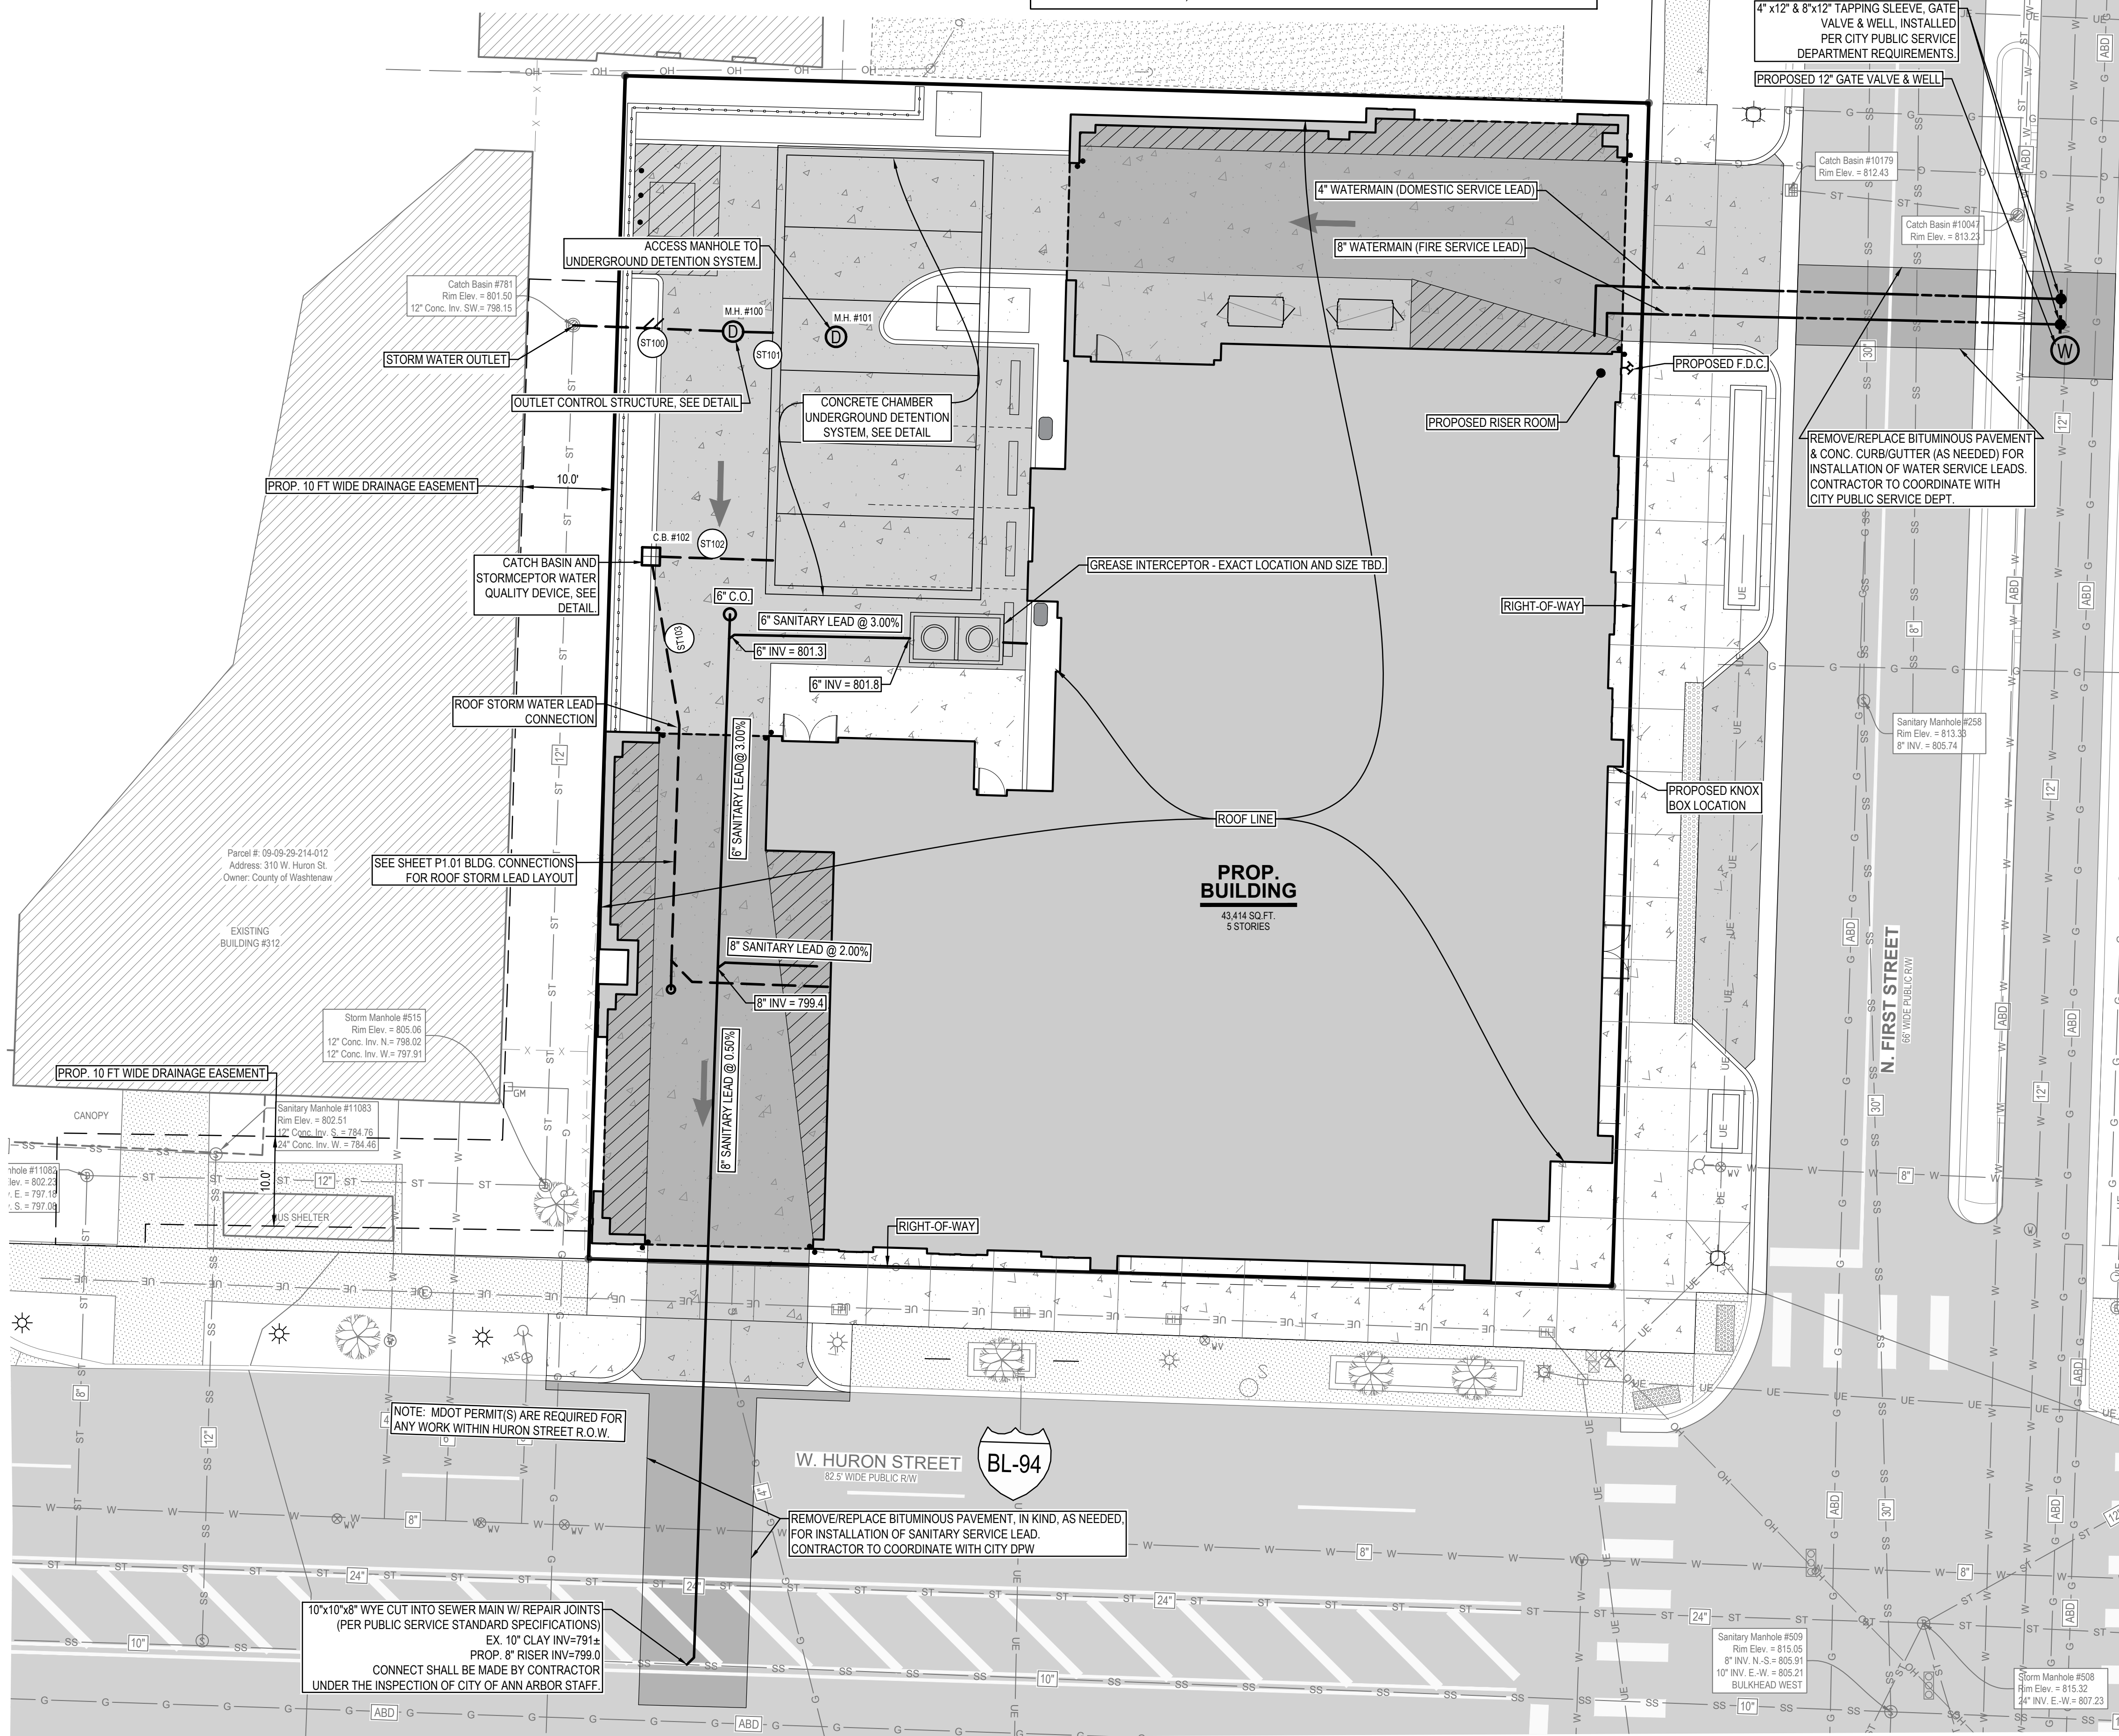 4" x12" & 8"x12" TAPPING SLEEVE, GATE
VALVE & WELL, INSTALLED
PER CITY PUBLIC SERVICE
DEPARTMENT REQUIREMENTS.
PROPOSED 12" GATE VALVE & WELL
Catch Basin #10179
Rim Elev. = 812.43
Catch Basin #10047
Rim Elev. = 813.23
4" WATERMAIN (DOMESTIC SERVICE LEAD)
8" WATERMAIN (FIRE SERVICE LEAD)
ACCESS MANHOLE TO
UNDERGROUND DETENTION SYSTEM.
Catch Basin #781
Rim Elev. = 801.50
12" Conc. Inv. SW. = 798.15
M.H. #100
M.H. #101
D
D
ST100
ST101
W
STORM WATER OUTLET
OUTLET CONTROL STRUCTURE, SEE DETAIL
CONCRETE CHAMBER
UNDERGROUND DETENTION
SYSTEM, SEE DETAIL
PROPOSED F.D.C.
PROPOSED RISER ROOM
REMOVE/REPLACE BITUMINOUS PAVEMENT
& CONC. CURB/GUTTER (AS NEEDED) FOR
INSTALLATION OF WATER SERVICE LEADS.
CONTRACTOR TO COORDINATE WITH
CITY PUBLIC SERVICE DEPT.
PROP. 10 FT WIDE DRAINAGE EASEMENT
10.0'
C.B. #102
ST102
CATCH BASIN AND
STORMCEPTOR WATER
QUALITY DEVICE, SEE
DETAIL.
GREASE INTERCEPTOR - EXACT LOCATION AND SIZE TBD.
6" C.O.
6" SANITARY LEAD @ 3.00%
RIGHT-OF-WAY
ST103
6" INV = 801.3
6" INV = 801.8
ROOF STORM WATER LEAD
CONNECTION
6" SANITARY LEAD@ 3.00%
Sanitary Manhole #258
Rim Elev. = 813.33
8" INV. = 805.74
PROPOSED KNOX
BOX LOCATION
ROOF LINE
Parcel #: 09-09-29-214-012
Address: 310 W. Huron St.
Owner: County of Washtenaw
SEE SHEET P1.01 BLDG. CONNECTIONS
FOR ROOF STORM LEAD LAYOUT
PROP.
BUILDING
43,414 SQ.FT.
5 STORIES
EXISTING
BUILDING #312
8" SANITARY LEAD @ 2.00%
8" INV = 799.4
N. FIRST STREET
66' WIDE PUBLIC R/W
Storm Manhole #515
Rim Elev. = 805.06
12" Conc. Inv. N.= 798.02
12" Conc. Inv. W.= 797.91
8" SANITARY LEAD @ 0.50%
PROP. 10 FT WIDE DRAINAGE EASEMENT
GM
CANOPY
Sanitary Manhole #11083
Rim Elev. = 802.51
12" Conc. Inv. S. = 784.76
24" Conc. Inv. W. = 784.46
#11082
= 802.23
E. = 797.18
S. = 797.08
10.0'
12"
US SHELTER
RIGHT-OF-WAY
NOTE: MDOT PERMIT(S) ARE REQUIRED FOR
ANY WORK WITHIN HURON STREET R.O.W.
W. HURON STREET
82.5' WIDE PUBLIC R/W
BL-94
REMOVE/REPLACE BITUMINOUS PAVEMENT, IN KIND, AS NEEDED,
FOR INSTALLATION OF SANITARY SERVICE LEAD.
CONTRACTOR TO COORDINATE WITH CITY DPW
10"x10"x8" WYE CUT INTO SEWER MAIN W/ REPAIR JOINTS
(PER PUBLIC SERVICE STANDARD SPECIFICATIONS)
EX. 10" CLAY INV=791±
PROP. 8" RISER INV=799.0
CONNECT SHALL BE MADE BY CONTRACTOR
UNDER THE INSPECTION OF CITY OF ANN ARBOR STAFF.
Sanitary Manhole #509
Rim Elev. = 815.05
8" INV. N.-S.= 805.91
10" INV. E.-W. = 805.21
BULKHEAD WEST
Storm Manhole #508
Rim Elev. = 815.32
24" INV. E.-W.= 807.23